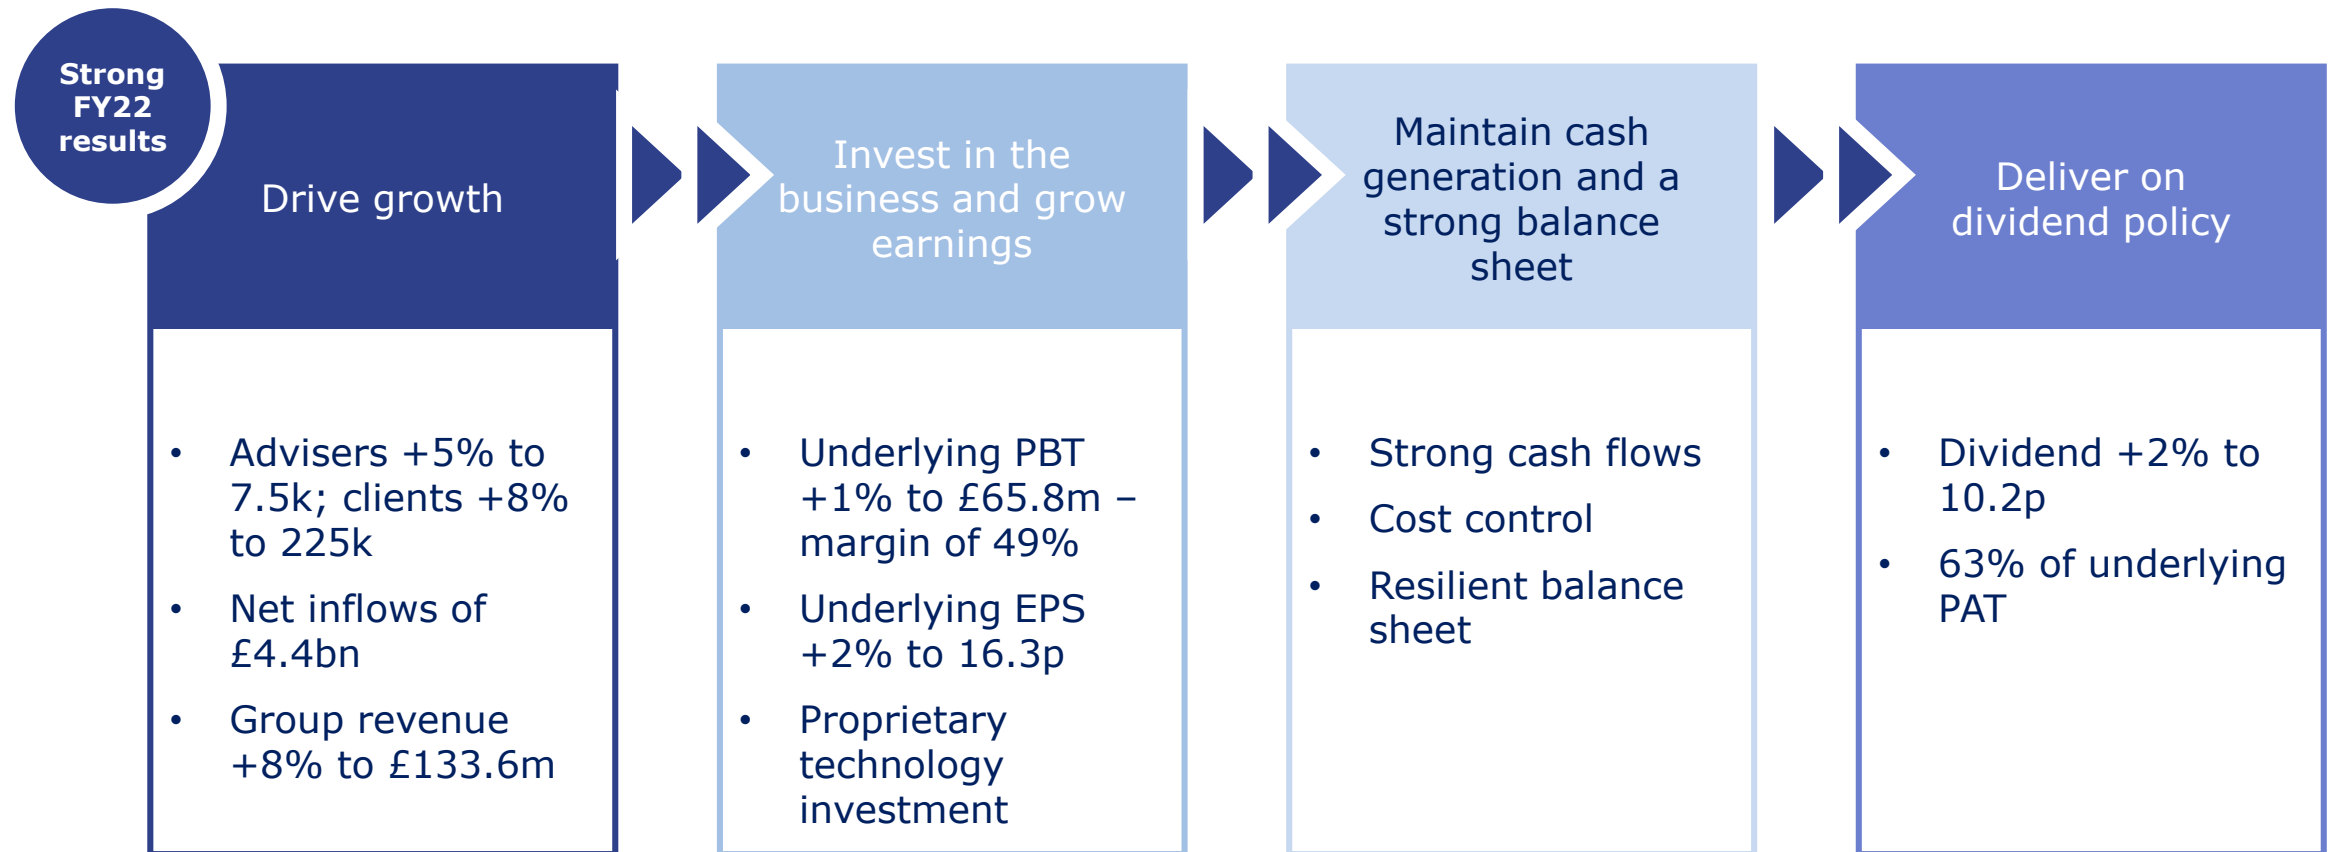 Strong
FY22
results
Drive growth
• Advisers +5% to
7.5k; clients +8%
to 225k
• Net inflows of
£4.4bn
• Group revenue
+8% to £133.6m
Invest in the
business and grow
earnings
• Underlying PBT
+1% to £65.8m –
margin of 49%
• Underlying EPS
+2% to 16.3p
• Proprietary
technology
investment
Maintain cash
generation and a
strong balance
sheet
• Strong cash flows
• Cost control
• Resilient balance
sheet
Deliver on
dividend policy
• Dividend +2% to
10.2p
• 63% of underlying
PAT